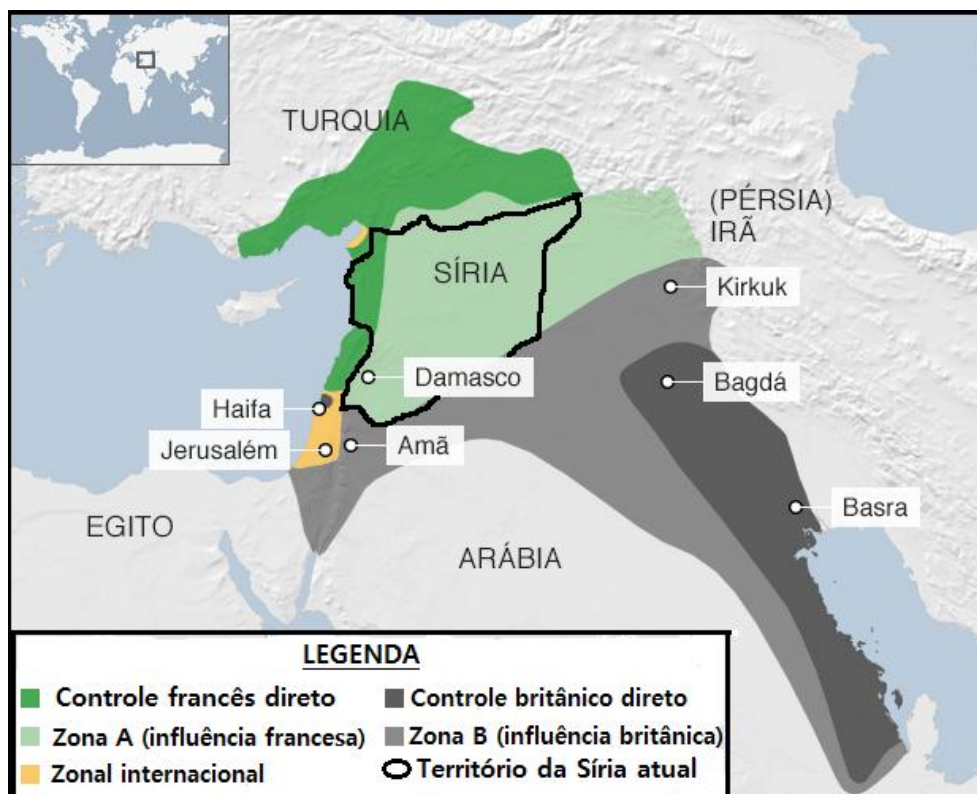 TURQUIA
(PÉRSIA)
IRÃ
SÍRIA
Kirkuk
Damasco
Bagdá
Haifa
Jerusalém
Amã
Basra
EGITO
ARÁBIA
LEGENDA
Controle francês direto
Controle britânico direto
Zona A (influência francesa)
Zona B (influência britânica)
Zonal internacional
Território da Síria atual